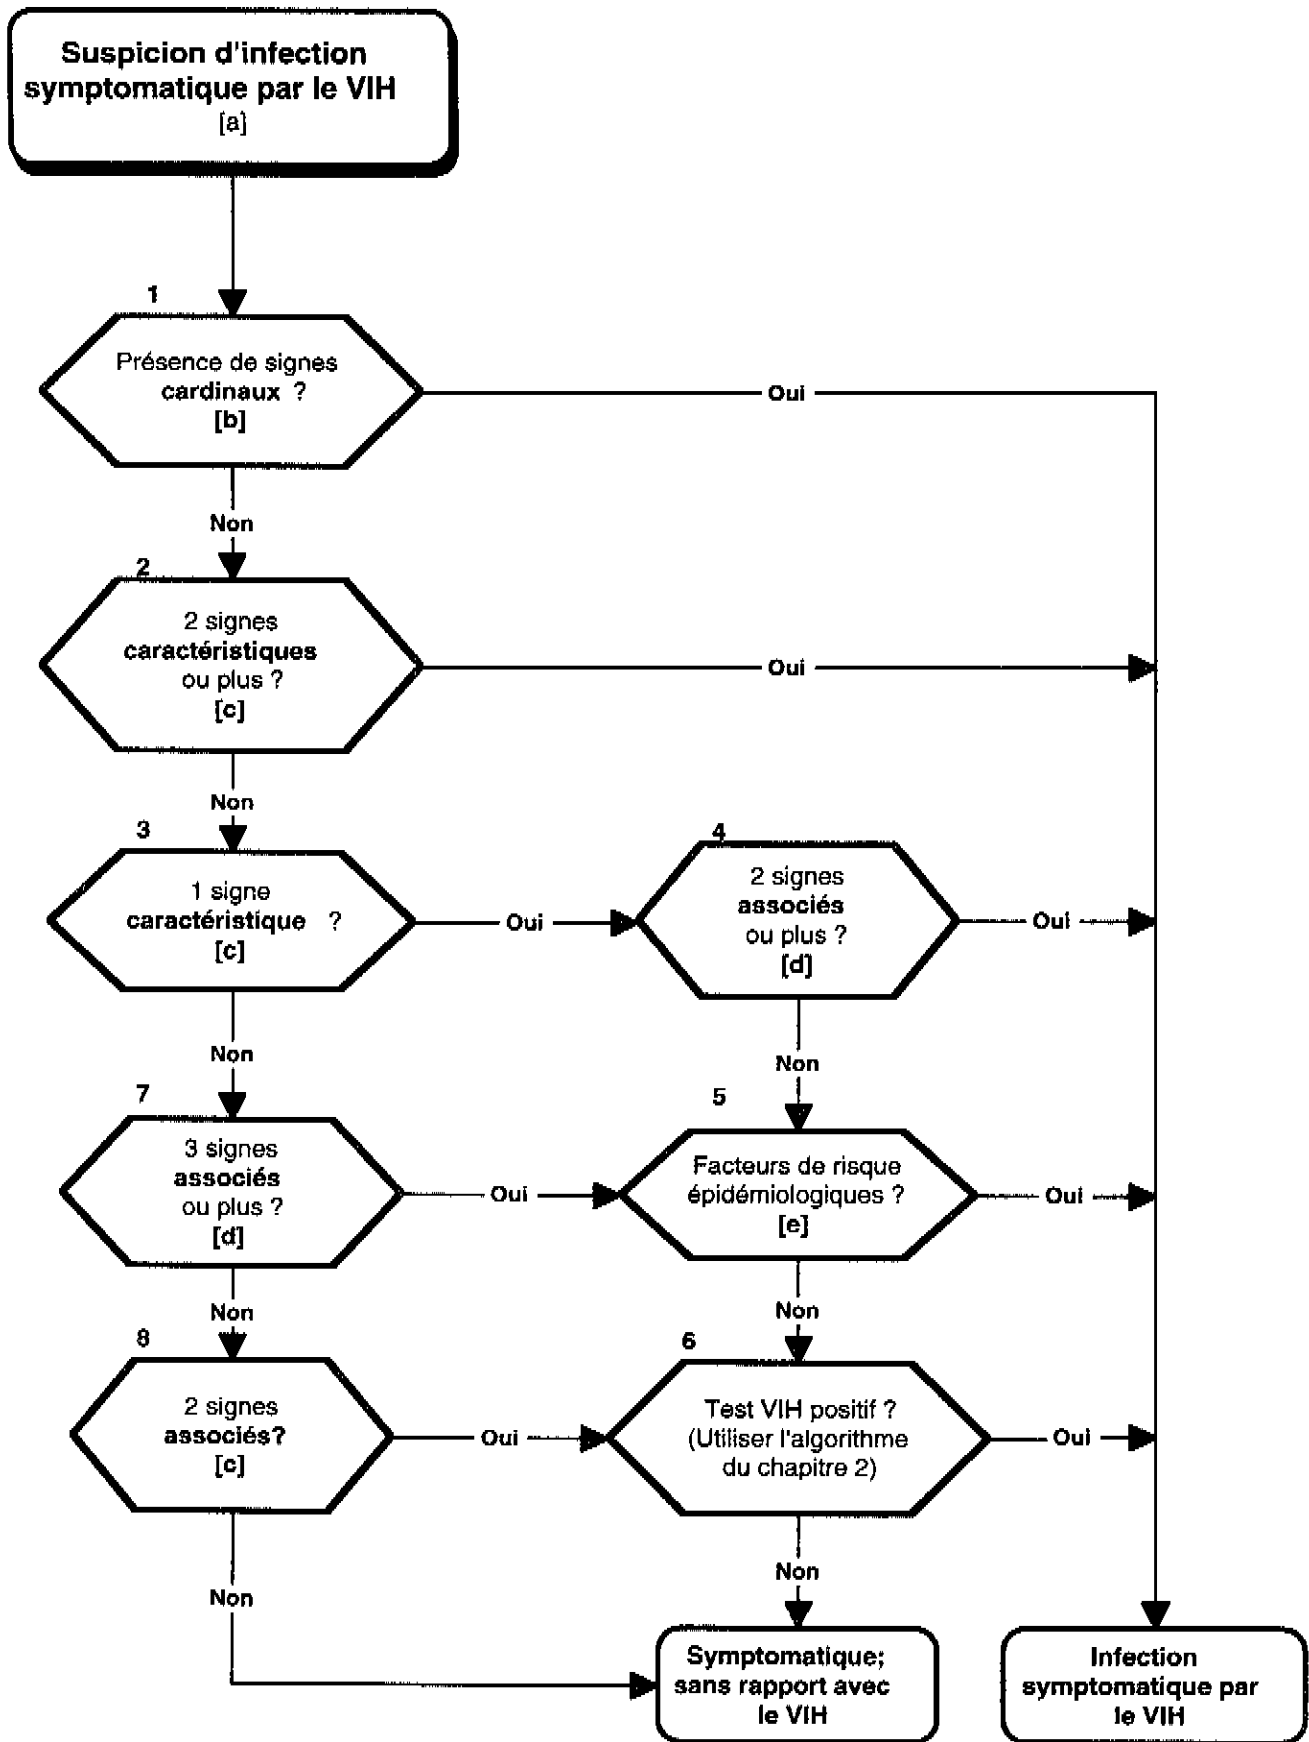 Suspicion d'infection
symptomatique par le VIH
[a]
1
Présence de signes
cardinaux ?
[b]
Oui
Non
2
2 signes
caractéristiques
ou plus ?
[c]
Oui
Non
3
1 signe
caractéristique ?
[c]
Oui
4
2 signes
associés
ou plus ?
[d]
Oui
Non
Non
7
3 signes
associés
ou plus ?
[d]
Oui
5
Facteurs de risque
épidémiologiques ?
[e]
Oui
Non
Non
8
2 signes
associés?
[c]
Oui
6
Test VIH positif ?
(Utiliser l'algorithme
du chapitre 2)
Oui
Non
Non
Symptomatique;
sans rapport avec
le VIH
Infection
symptomatique par
le VIH